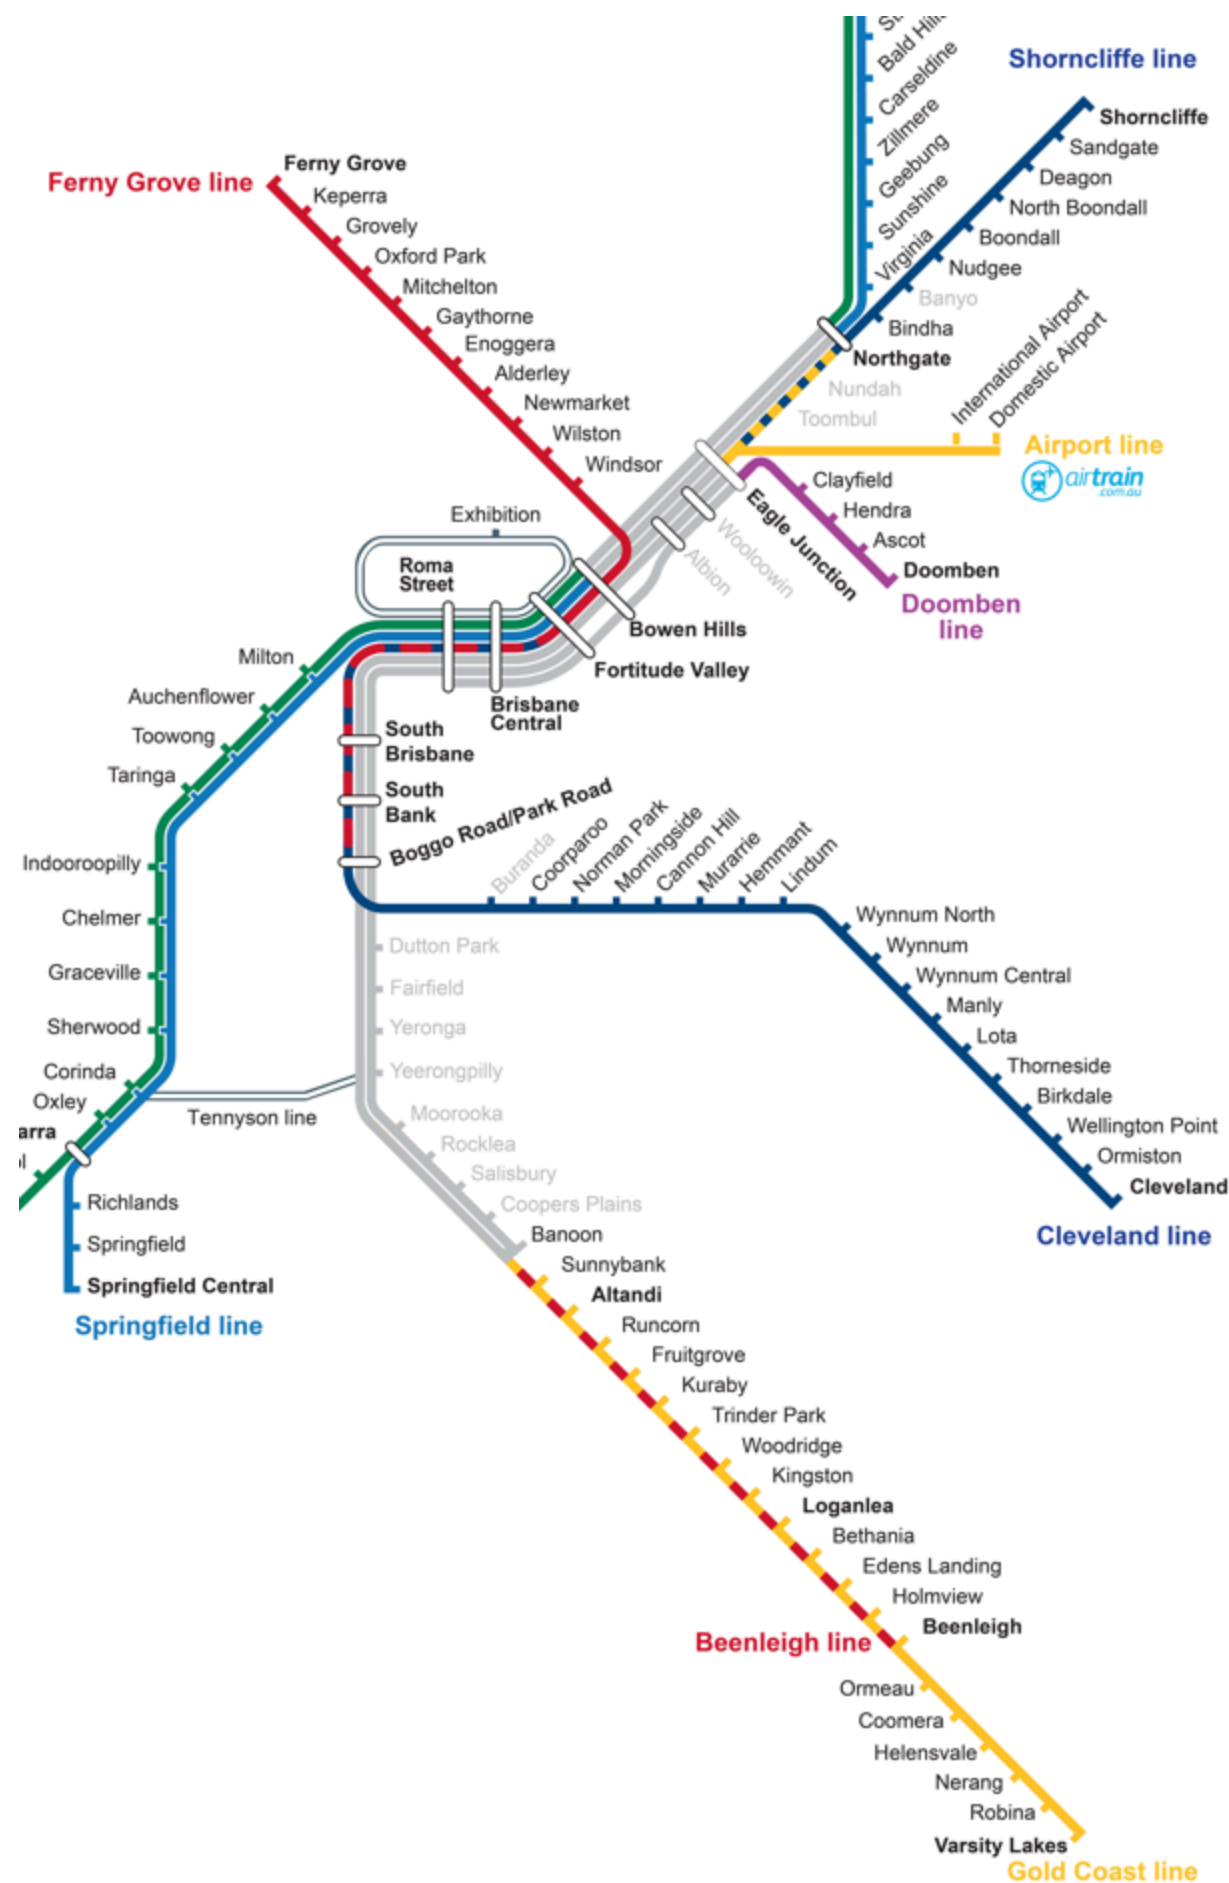 Bald Hills
Carseldine
Zillmere
Geebung
Sunshine
Virginia
Shorncliffe line
Shorncliffe
Sandgate
Deagon
North Boondall
Boondall
Nudgee
Banyo
Bindha
Northgate
Nundah
Toombul
International Airport
Domestic Airport
Airport line
airtrain
.com.au
Ferny Grove line
Ferny Grove
Keperra
Grovely
Oxford Park
Mitchelton
Gaythorne
Enoggera
Alderley
Newmarket
Wilston
Windsor
Clayfield
Hendra
Ascot
Doomben
Doomben
line
Eagle Junction
Wooloowin
Albion
Bowen Hills
Fortitude Valley
Exhibition
Roma
Street
Brisbane
Central
Milton
Auchenflower
Toowong
Taringa
Indooroopilly
Chelmer
Graceville
Sherwood
Corinda
Oxley
arra
ol
Tennyson line
Richlands
Springfield
Springfield Central
Springfield line
South
Brisbane
South
Bank
Boggo Road/Park Road
Buranda
Coorparoo
Norman Park
Morningside
Cannon Hill
Murarrie
Hemmant
Lindum
Wynnum North
Wynnum
Wynnum Central
Manly
Lota
Thorneside
Birkdale
Wellington Point
Ormiston
Cleveland
Cleveland line
Dutton Park
Fairfield
Yeronga
Yeerongpilly
Moorooka
Rocklea
Salisbury
Coopers Plains
Banoon
Sunnybank
Altandi
Runcorn
Fruitgrove
Kuraby
Trinder Park
Woodridge
Kingston
Loganlea
Bethania
Edens Landing
Holmview
Beenleigh
Beenleigh line
Ormeau
Coomera
Helensvale
Nerang
Robina
Varsity Lakes
Gold Coast line